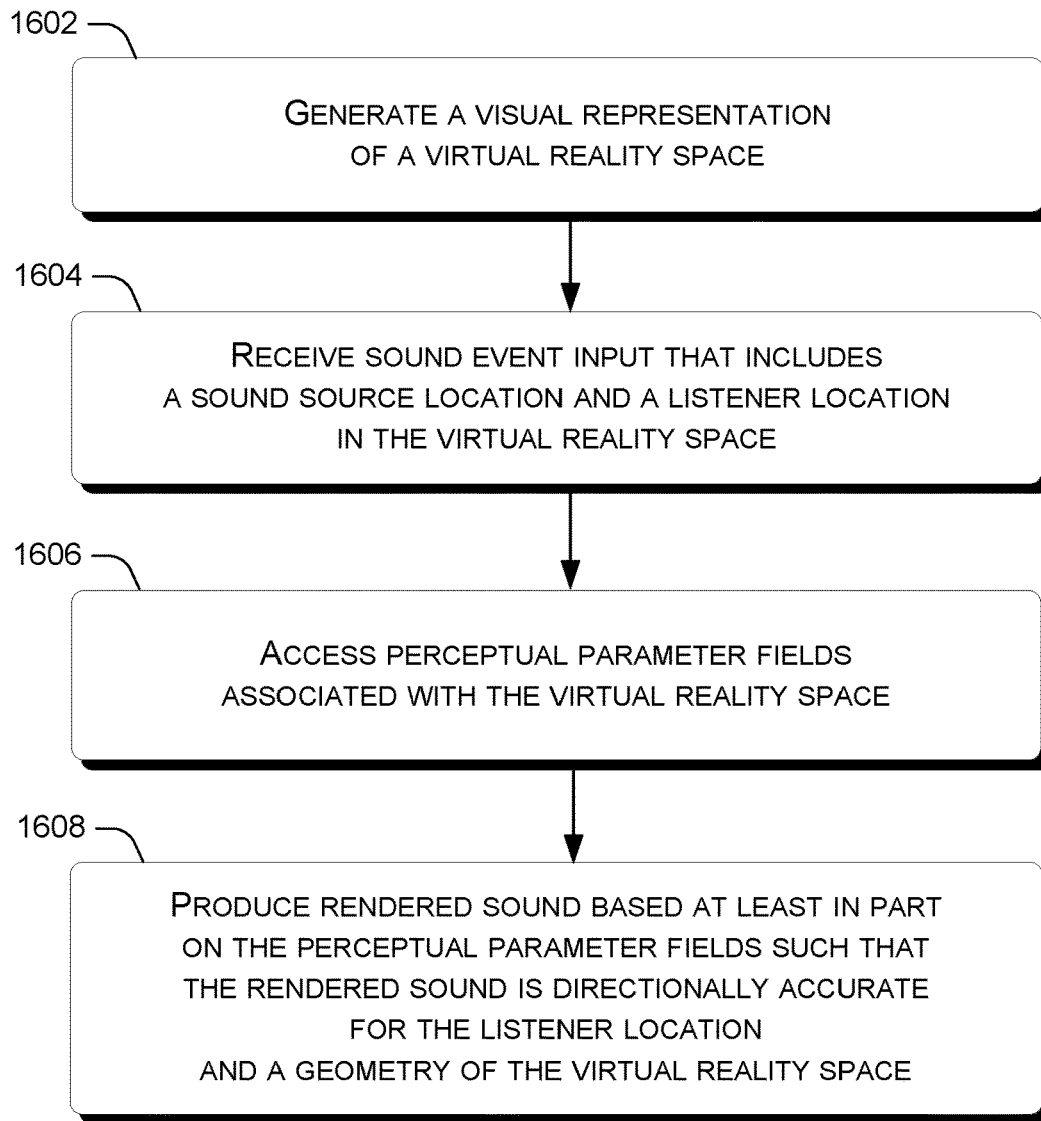 1602
GENERATE A VISUAL REPRESENTATION
OF A VIRTUAL REALITY SPACE
1604
RECEIVE SOUND EVENT INPUT THAT INCLUDES
A SOUND SOURCE LOCATION AND A LISTENER LOCATION
IN THE VIRTUAL REALITY SPACE
1606
ACCESS PERCEPTUAL PARAMETER FIELDS
ASSOCIATED WITH THE VIRTUAL REALITY SPACE
1608
PRODUCE RENDERED SOUND BASED AT LEAST IN PART
ON THE PERCEPTUAL PARAMETER FIELDS SUCH THAT
THE RENDERED SOUND IS DIRECTIONALLY ACCURATE
FOR THE LISTENER LOCATION
AND A GEOMETRY OF THE VIRTUAL REALITY SPACE